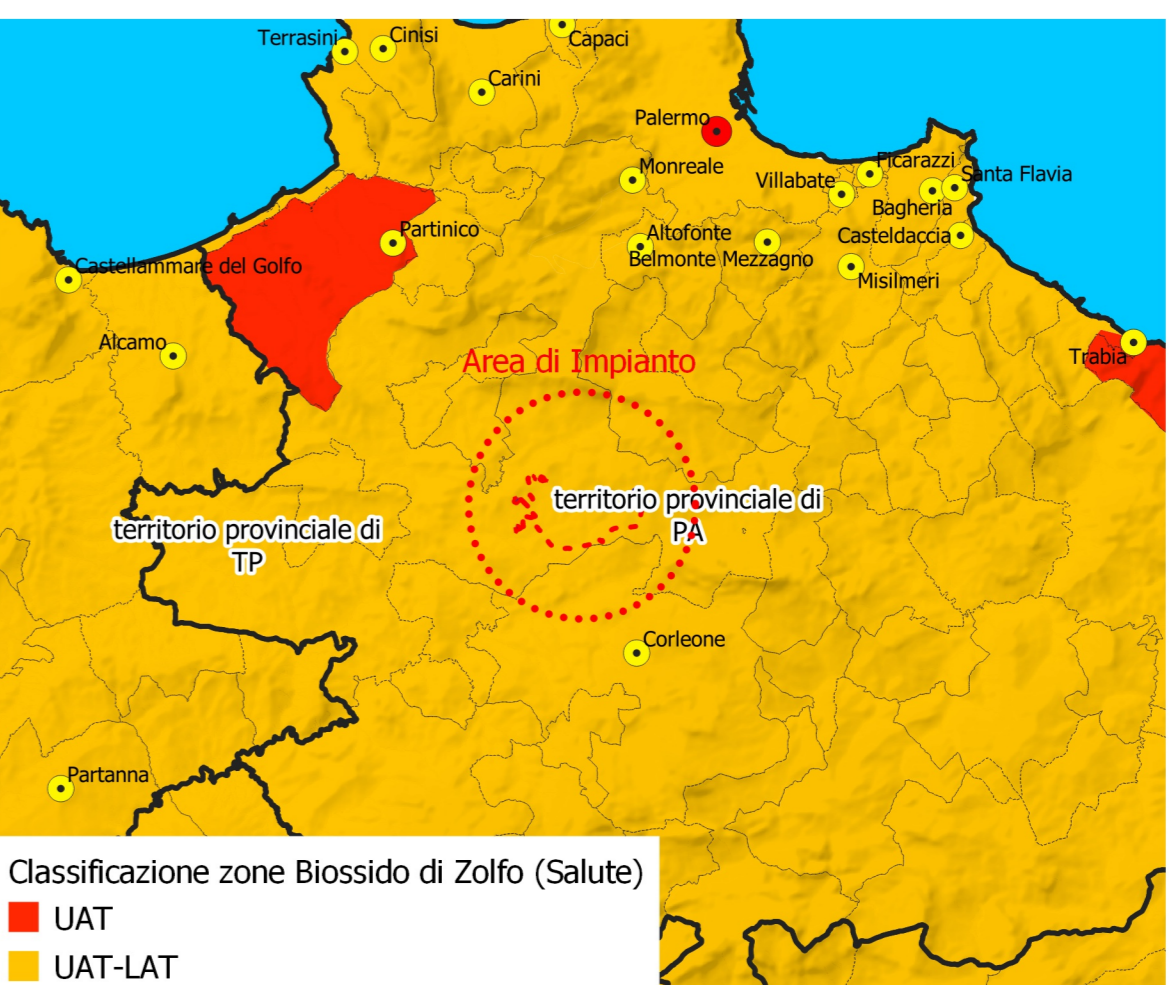 Terrasini
Cinisi
Capaci
Carini
Palermo
Monreale
Ficarazzi
Villabate
Santa Flavia
Bagheria
Partinico
Altofonte
Casteldaccia
Belmonte Mezzagno
Castellammare del Golfo
Misilmeri
Alcamo
Trabia
Area di Impianto
territorio provinciale di
PA
territorio provinciale di
TP
Corleone
Partanna
Classificazione zone Biossido di Zolfo (Salute)
UAT
UAT-LAT